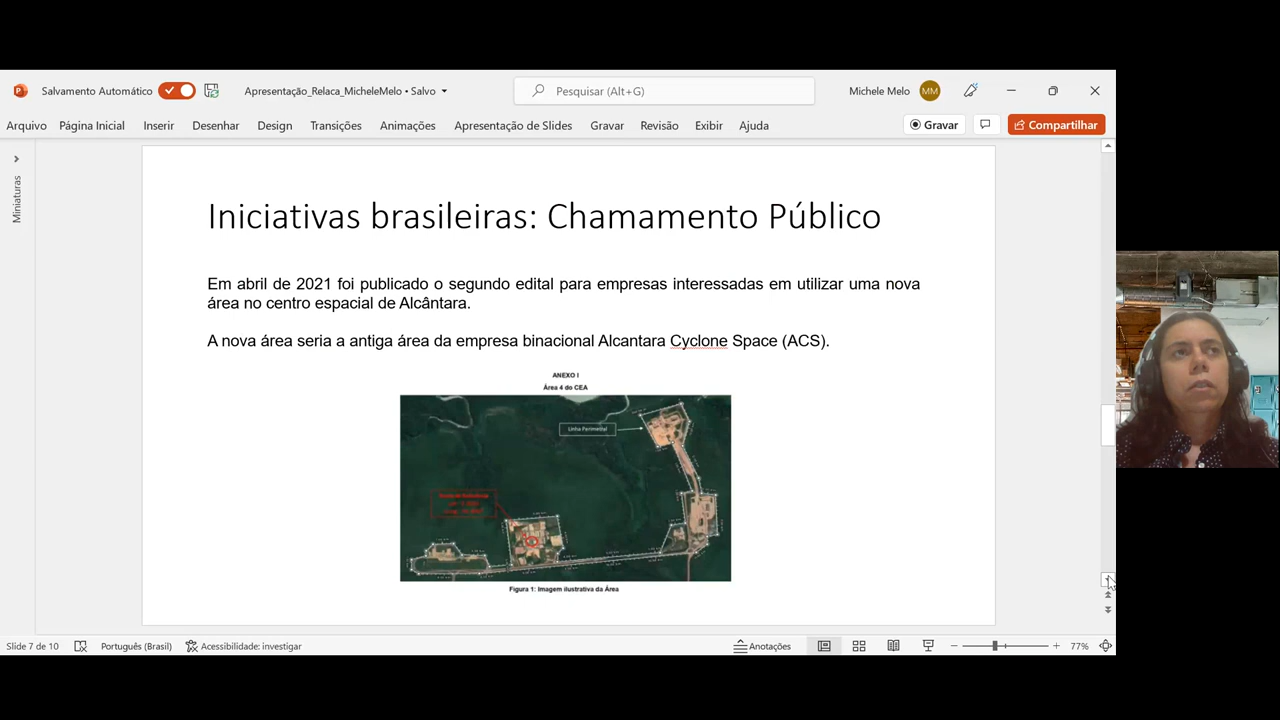 Salvamento Automático
Apresentação_Relaca_MicheleMelo • Salvo
Pesquisar (Alt+G)
Michele Melo
MM
Arquivo
Página Inicial
Inserir
Desenhar
Design
Transições
Animações
Apresentação de Slides
Gravar
Revisão
Exibir
Ajuda
Gravar
Compartilhar
Miniaturas
Iniciativas brasileiras: Chamamento Público
Em abril de 2021 foi publicado o segundo edital para empresas interessadas em utilizar uma nova
área no centro espacial de Alcântara.
A nova área seria a antiga área da empresa binacional Alcantara Cyclone Space (ACS).
ANEXO I
Área 4 do CEA
Linha Perimetral
Figura 1: Imagem ilustrativa da Área
Slide 7 de 10
Português (Brasil)
Acessibilidade: investigar
Anotações
77%